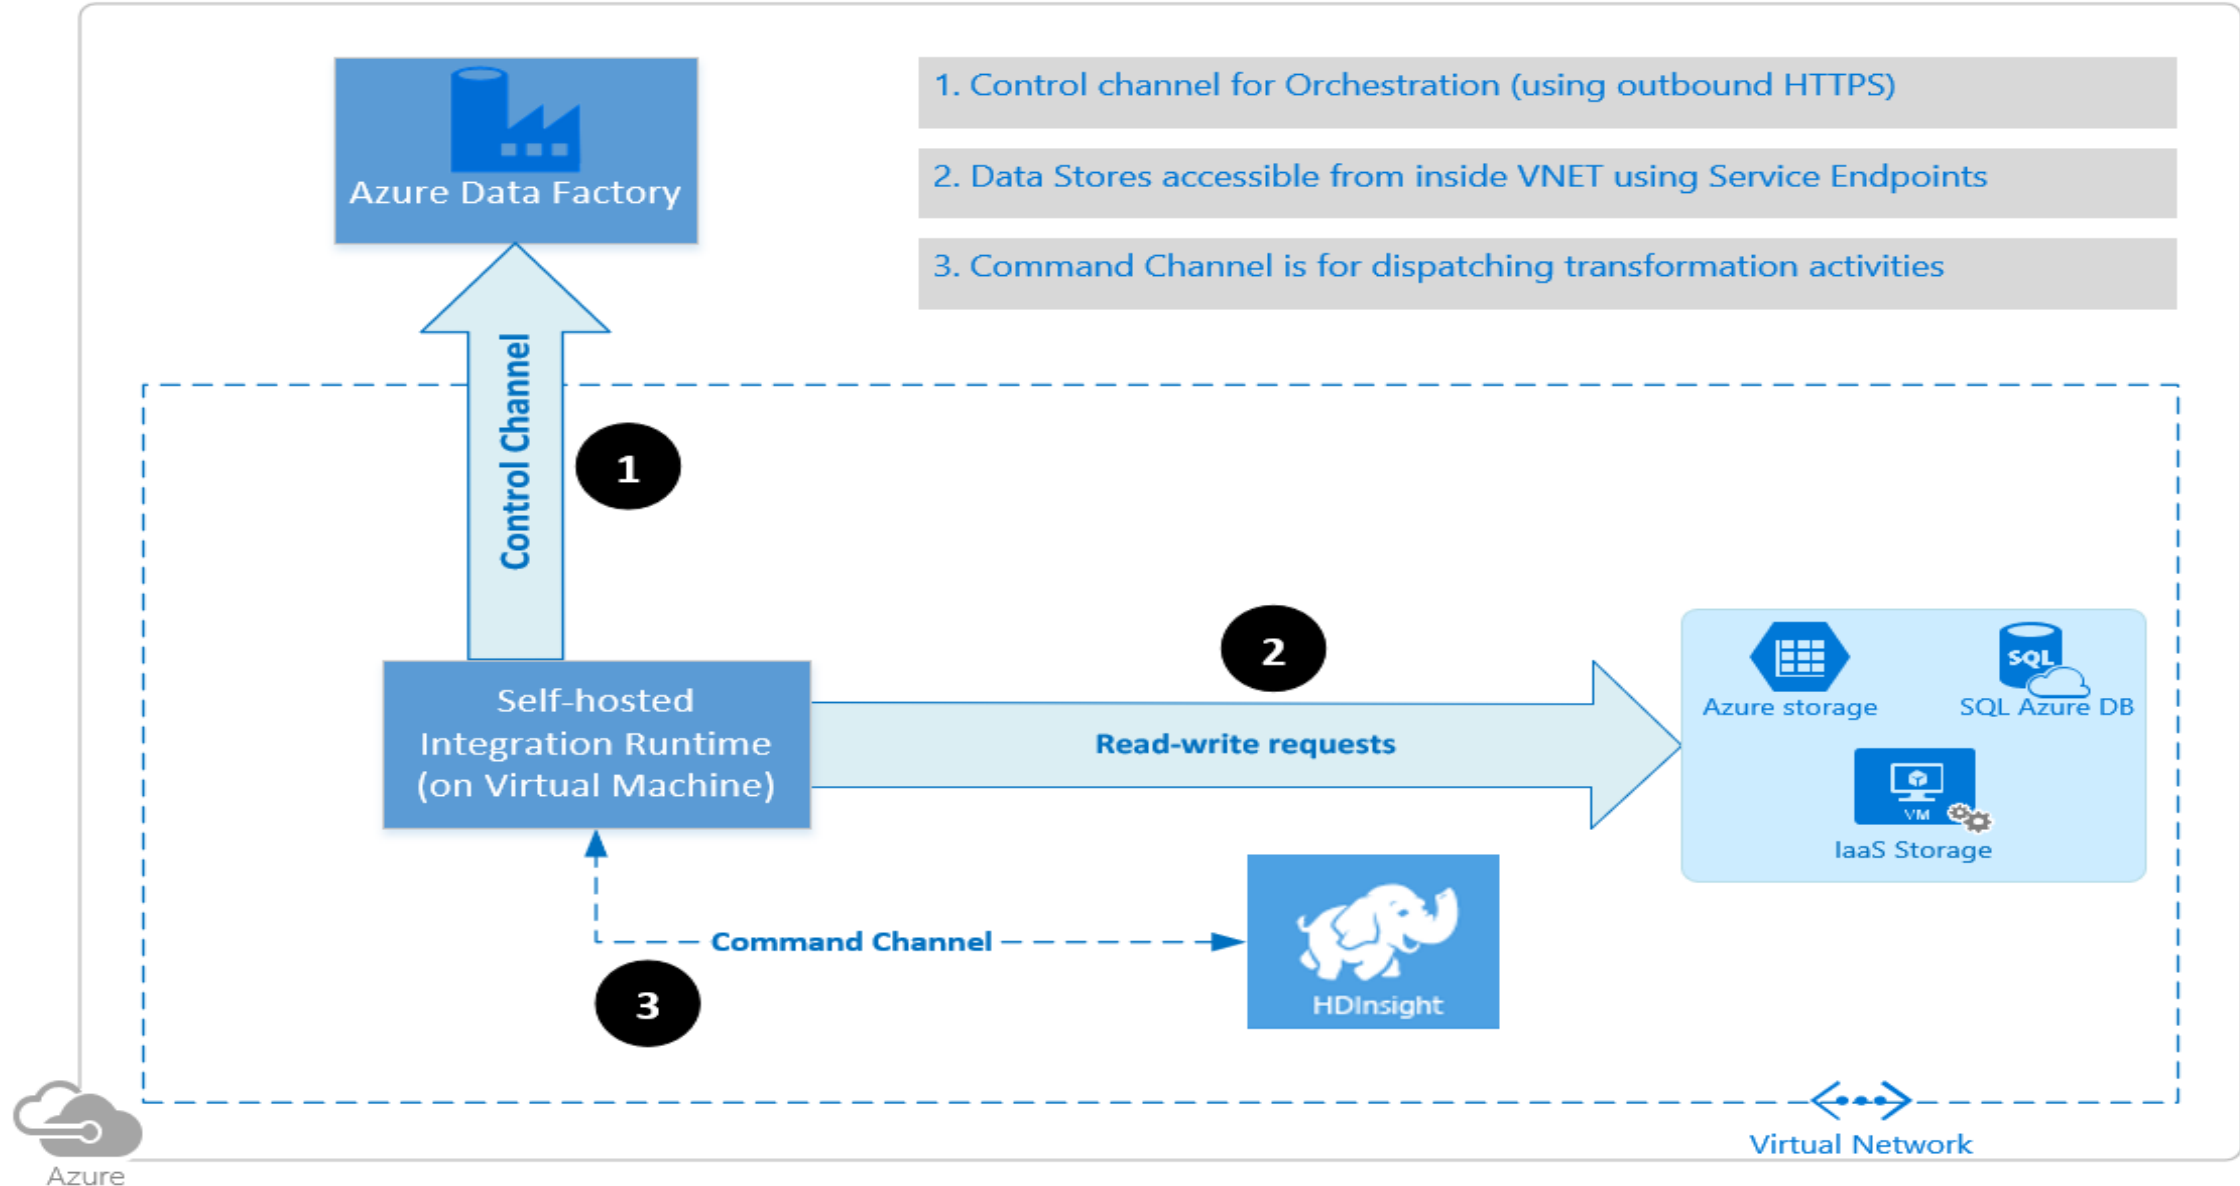 Azure Data Factory
1. Control channel for Orchestration (using outbound HTTPS)
2. Data Stores accessible from inside VNET using Service Endpoints
3. Command Channel is for dispatching transformation activities
Control Channel
1
Self-hosted
Integration Runtime
(on Virtual Machine)
2
Read-write requests
Azure storage
SQL
SQL Azure DB
VM
IaaS Storage
Command Channel
3
HDInsight
Virtual Network
Azure